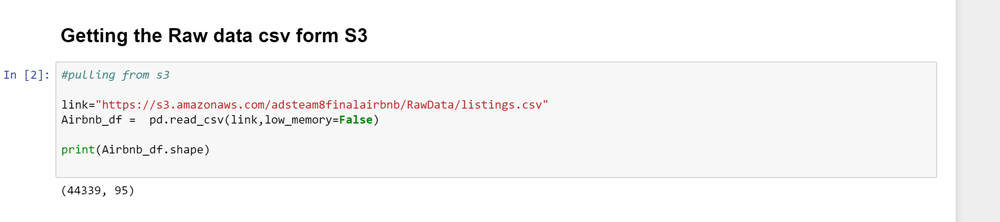 Getting the Raw data csv form S3
In [2]:
#pulling from s3
link="https://s3.amazonaws.com/adsteam8finalairbnb/RawData/listings.csv"
Airbnb_df =  pd.read_csv(link,low_memory=False)
print(Airbnb_df.shape)
(44339, 95)